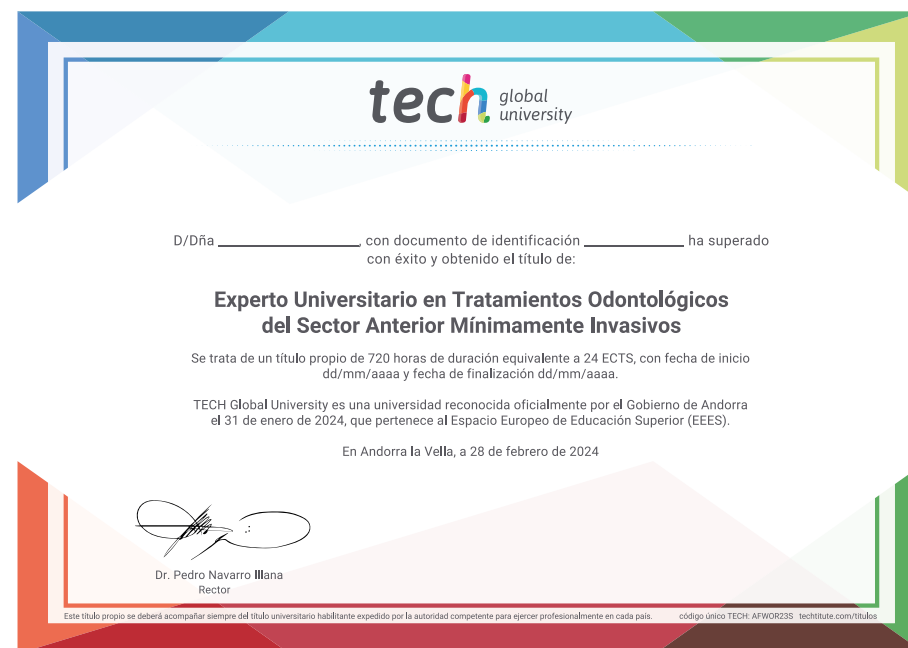 tech global university
D/Dña ____________, con documento de identificación ____________ ha superado
con éxito y obtenido el título de:
Experto Universitario en Tratamientos Odontológicos
del Sector Anterior Mínimamente Invasivos
Se trata de un título propio de 720 horas de duración equivalente a 24 ECTS, con fecha de inicio
dd/mm/aaaa y fecha de finalización dd/mm/aaaa.
TECH Global University es una universidad reconocida oficialmente por el Gobierno de Andorra
el 31 de enero de 2024, que pertenece al Espacio Europeo de Educación Superior (EEES).
En Andorra la Vella, a 28 de febrero de 2024
Dr. Pedro Navarro Illana
Rector
Este título propio se deberá acompañar siempre del título universitario habilitante expedido por la autoridad competente para ejercer profesionalmente en cada país. código único TECH: AFWOR23S techtitute.com/titulos